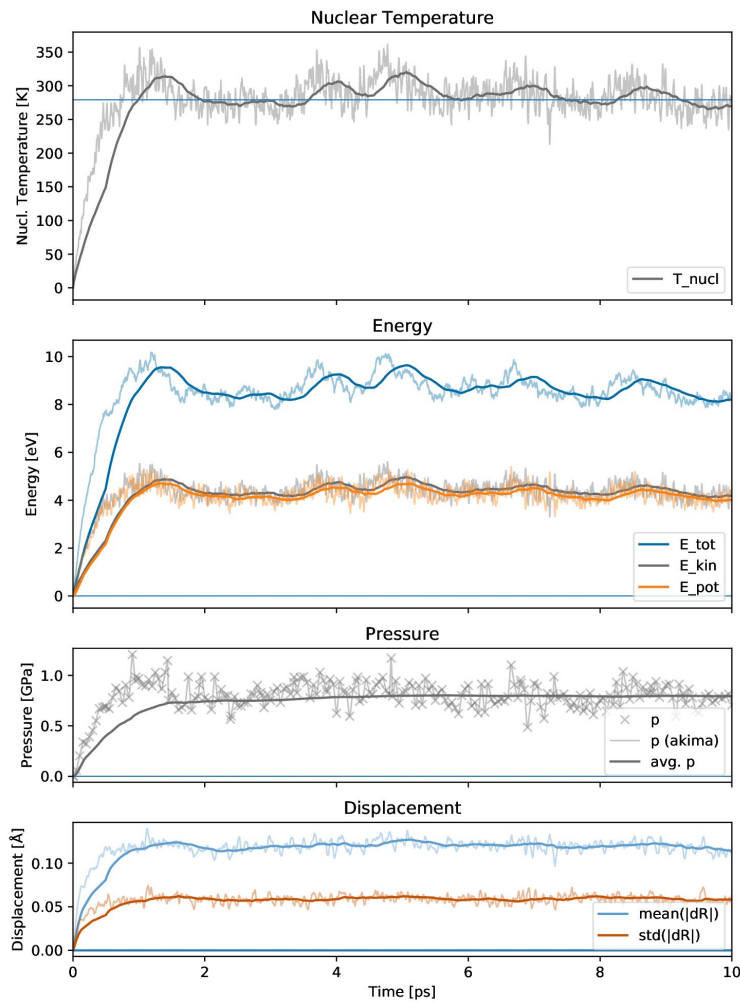 Nuclear Temperature
Nucl. Temperature [K]
350
300
250
200
150
100
50
0
T_nucl
Energy
Energy [eV]
10
8
6
4
2
0
E_tot
E_kin
E_pot
Pressure
Pressure [GPa]
1.0
0.5
0.0
p
p (akima)
avg. p
Displacement
Displacement [Å]
0.10
0.05
0.00
mean(|dR|)
std(|dR|)
0 2 4 6 8 10
Time [ps]